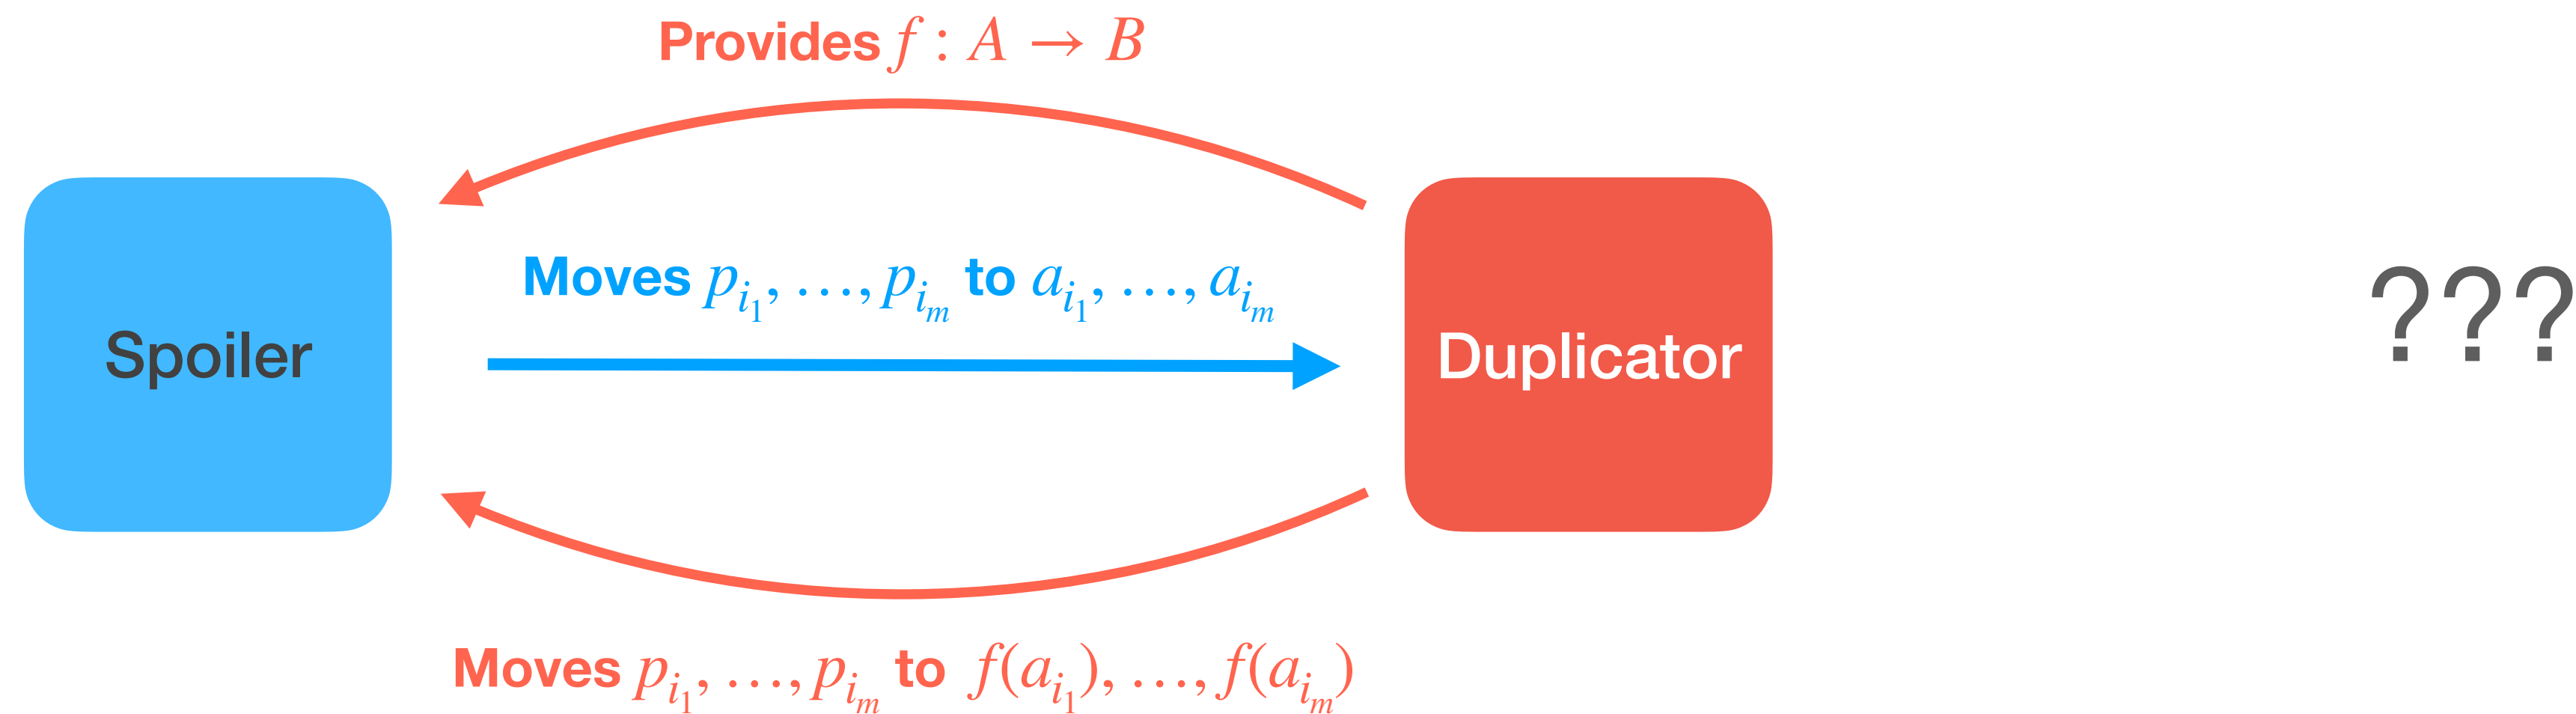 Provides f : A → B
Moves p_{i_1}, …, p_{i_m} to a_{i_1}, …, a_{i_m}
Spoiler
Duplicator
???
Moves p_{i_1}, …, p_{i_m} to f(a_{i_1}), …, f(a_{i_m})